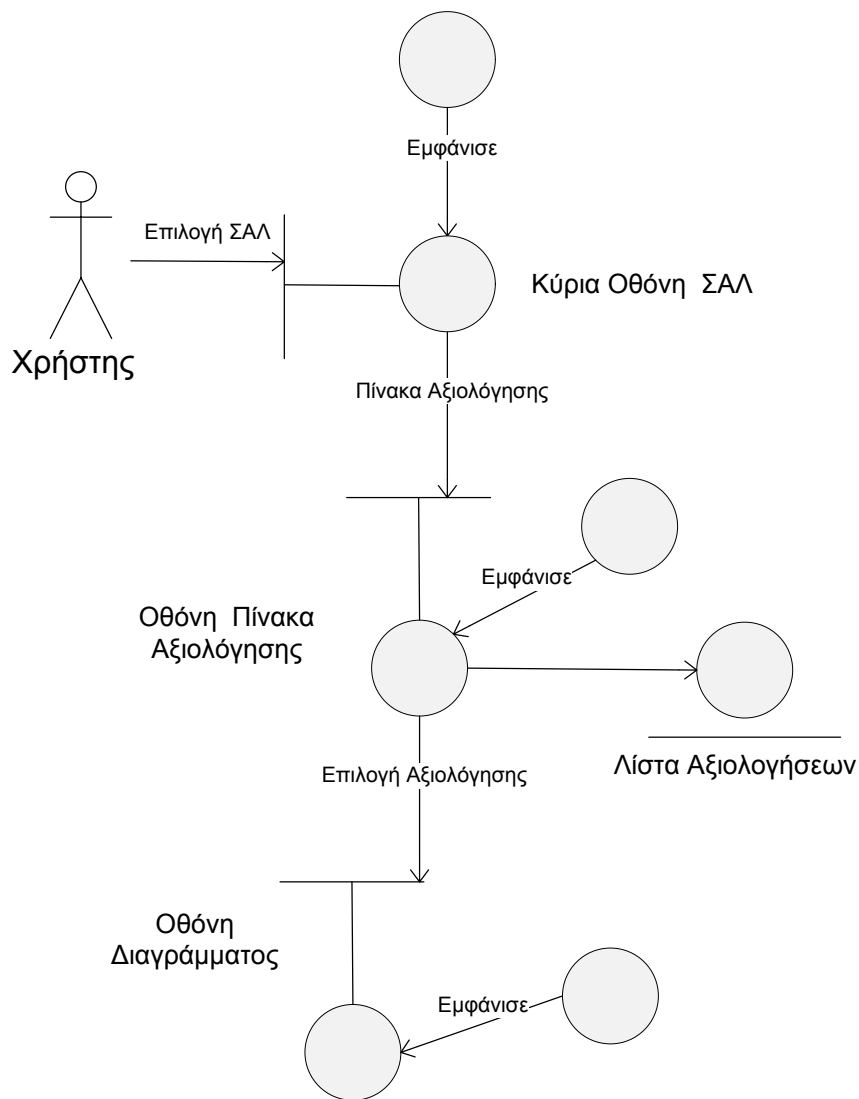 Εμφάνισε
Επιλογή ΣΑΛ
Κύρια Οθόνη ΣΑΛ
Χρήστης
Πίνακα Αξιολόγησης
Εμφάνισε
Οθόνη Πίνακα
Αξιολόγησης
Λίστα Αξιολογήσεων
Επιλογή Αξιολόγησης
Οθόνη
Διαγράμματος
Εμφάνισε